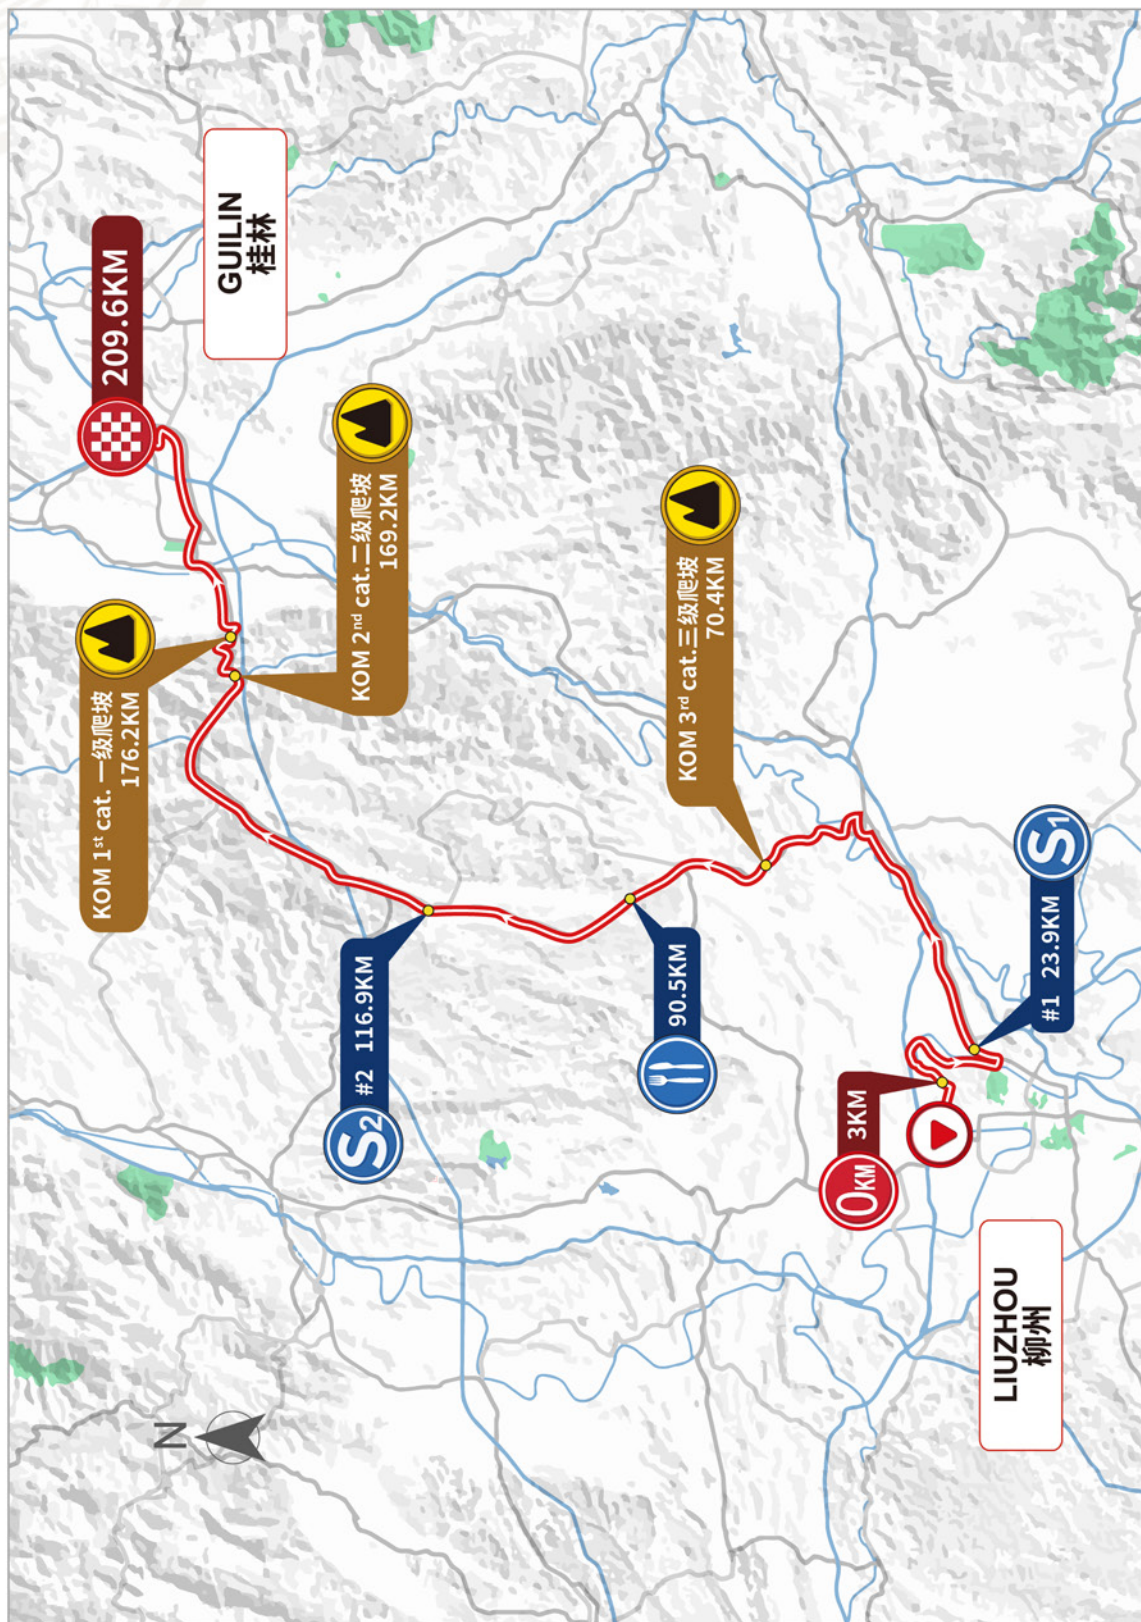 209.6KM
GUILIN
桂林
KOM 1st cat. 一级爬坡
176.2KM
KOM 2nd cat.二级爬坡
169.2KM
KOM 3rd cat.三级爬坡
70.4KM
S2 #2 116.9KM
90.5KM
#1 23.9KM S1
0KM 3KM
LIUZHOU
柳州
N